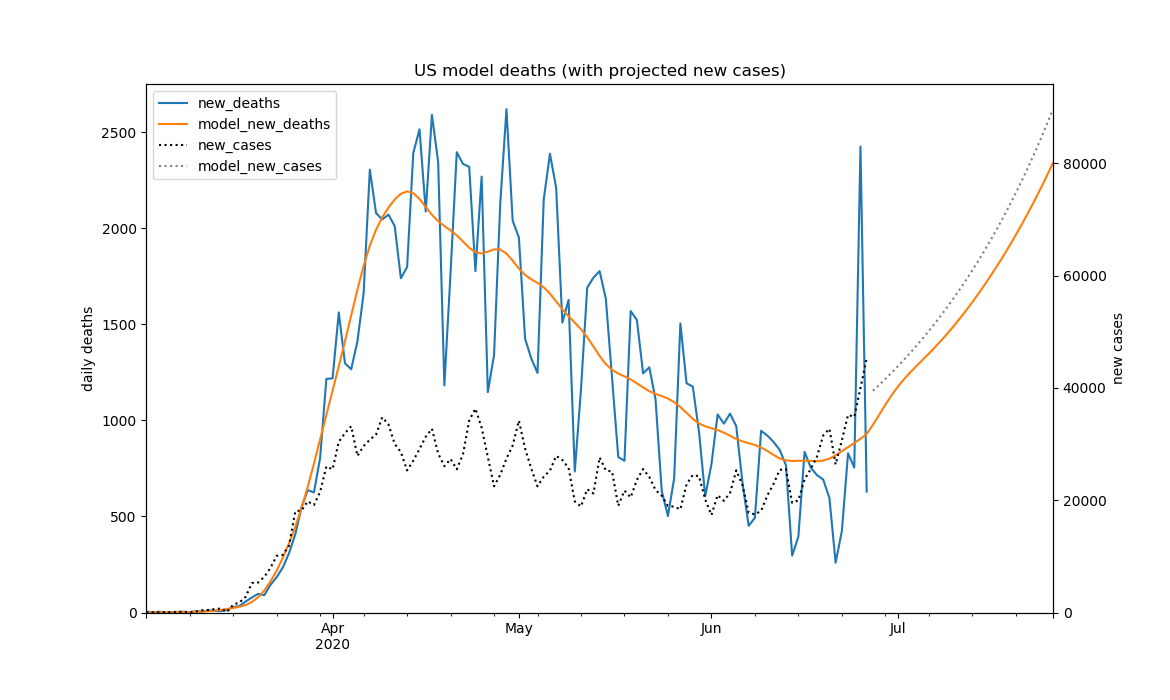 US model deaths (with projected new cases)
new_deaths
model_new_deaths
new_cases
model_new_cases
2500
2000
1500
1000
500
0
daily deaths
80000
60000
40000
20000
0
new cases
Apr
2020
May
Jun
Jul